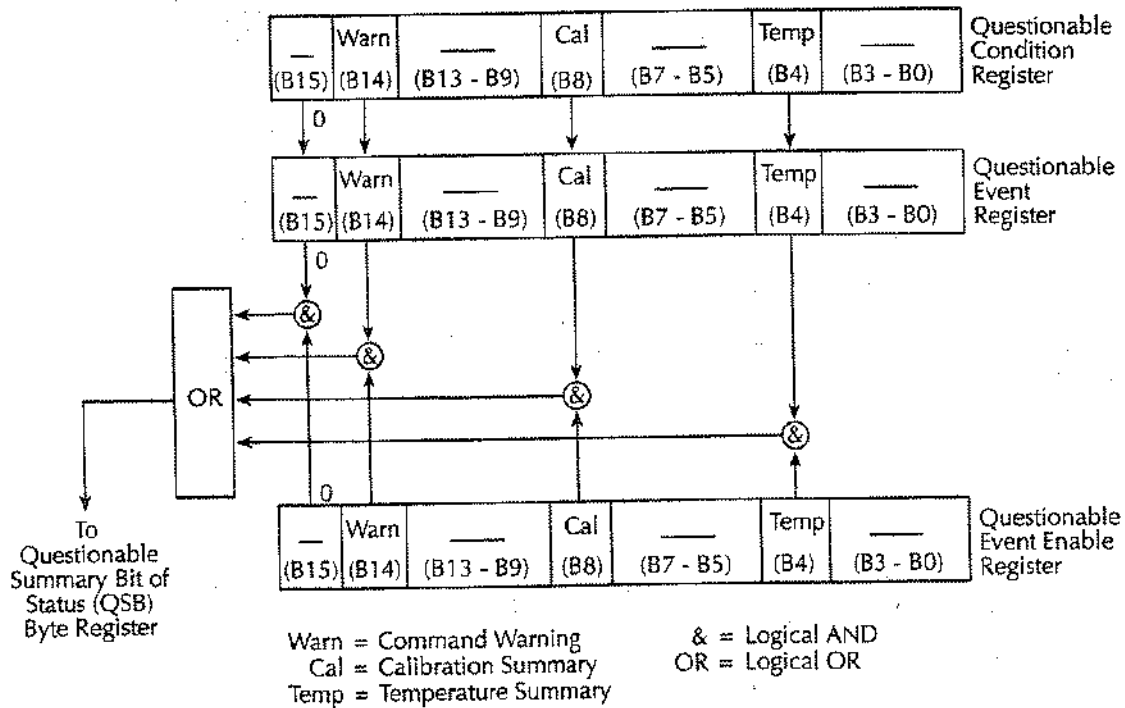 Warn Cal Temp
(B15) (B14) (B13 - B9) (B8) (B7 - B5) (B4) (B3 - B0)
Questionable
Condition
Register
0
Warn Cal Temp
(B15) (B14) (B13 - B9) (B8) (B7 - B5) (B4) (B3 - B0)
Questionable
Event
Register
0
&
&
&
&
OR
0
Warn Cal Temp
(B15) (B14) (B13 - B9) (B8) (B7 - B5) (B4) (B3 - B0)
Questionable
Event Enable
Register
To
Questionable
Summary Bit of
Status (QSB)
Byte Register
Warn = Command Warning
Cal = Calibration Summary
Temp = Temperature Summary
& = Logical AND
OR = Logical OR